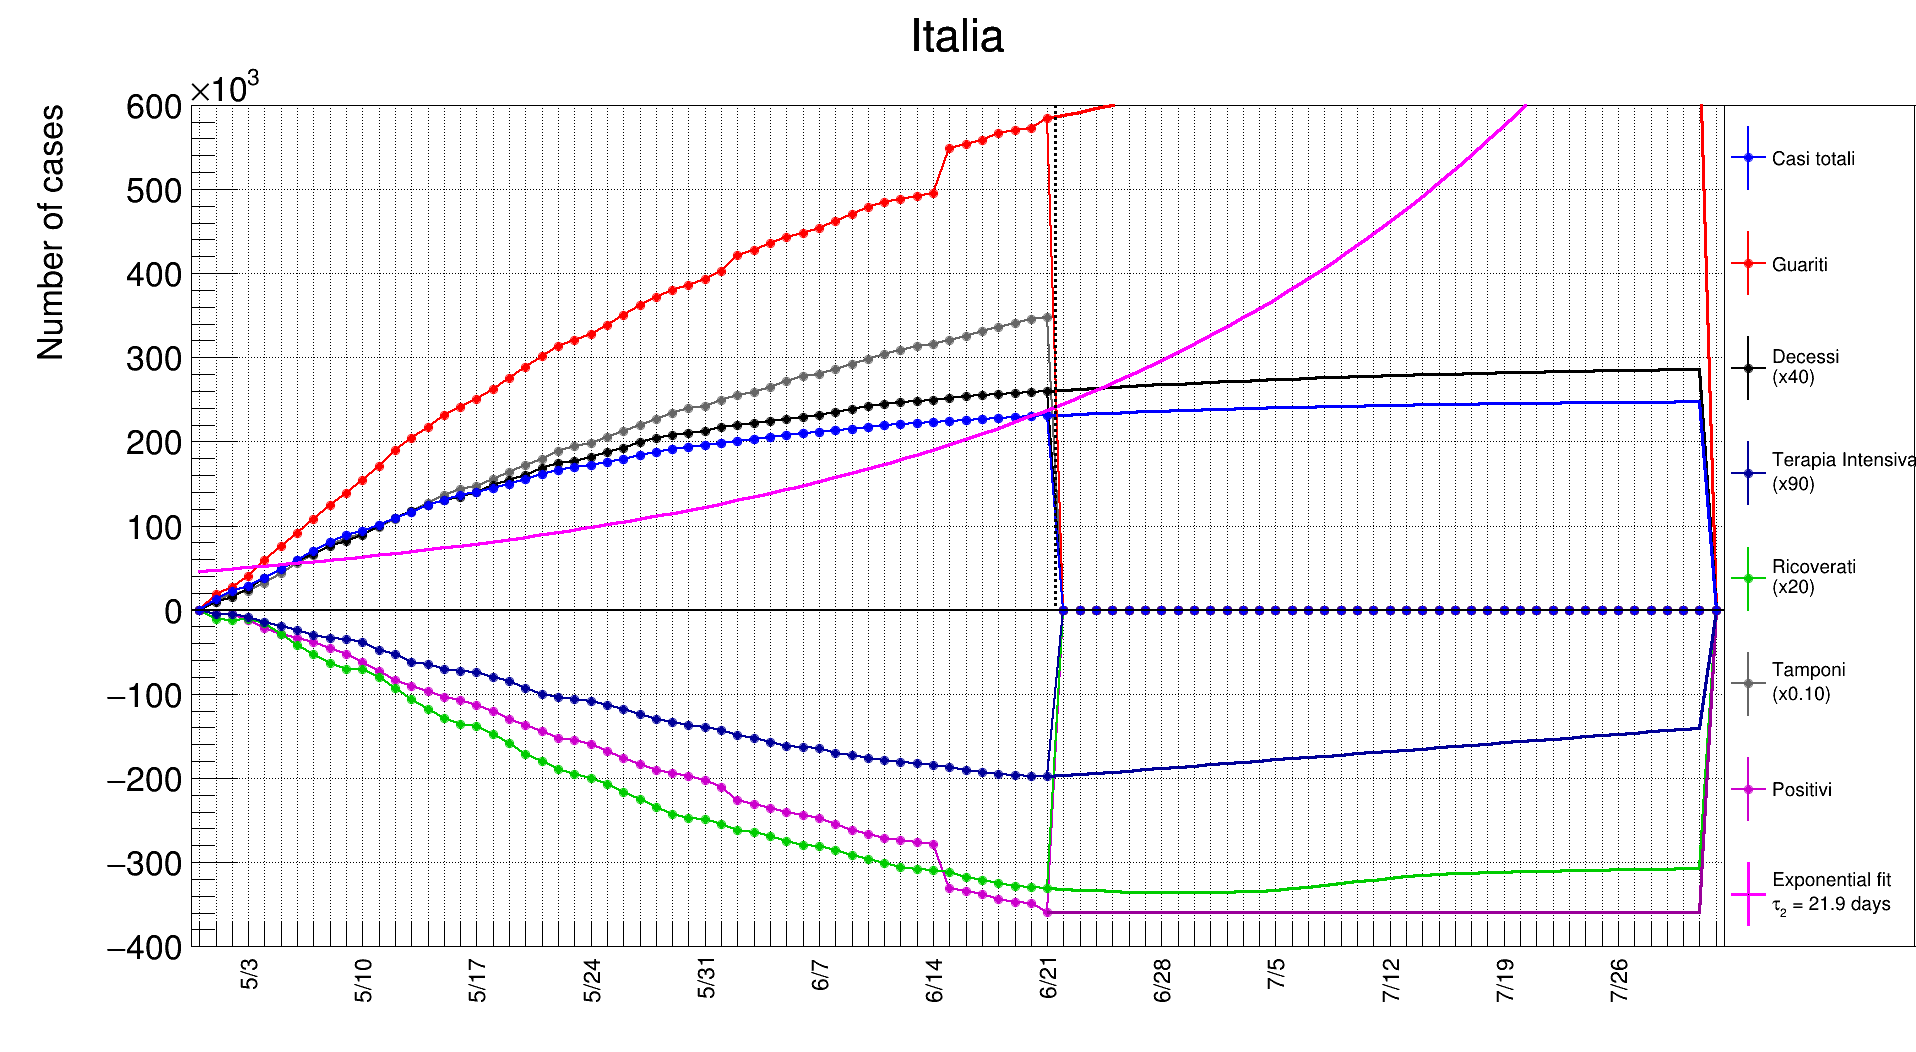 Italia
×10³
Number of cases
600
500
400
300
200
100
0
−100
−200
−300
−400
5/3
5/10
5/17
5/24
5/31
6/7
6/14
6/21
6/28
7/5
7/12
7/19
7/26
Casi totali
Guariti
Decessi
(x40)
Terapia Intensiva
(x90)
Ricoverati
(x20)
Tamponi
(x0.10)
Positivi
Exponential fit
τ₂ = 21.9 days